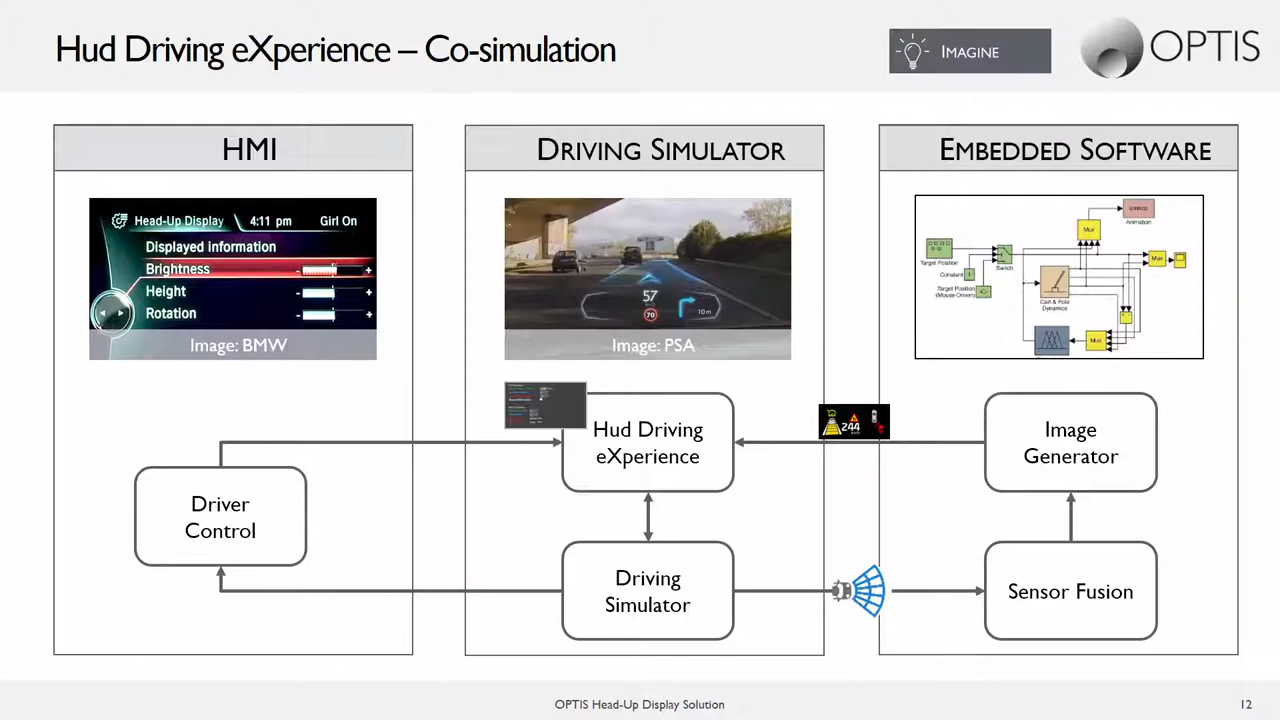 Hud Driving eXperience – Co-simulation
IMAGINE
OPTIS
HMI
DRIVING SIMULATOR
EMBEDDED SOFTWARE
Head-Up Display
4:11 pm
Girl On
Displayed information
Brightness
- +
Height
- +
Rotation
- +
Image: BMW
57
70
10 m
Image: PSA
Animation
Mux
Target Position
Switch
Mux
Constant
Target Position
(Mouse-Driven)
Cart & Pole
Dynamics
Mux
Hud Driving
eXperience
244
Image
Generator
Driver
Control
Driving
Simulator
Sensor Fusion
OPTIS Head-Up Display Solution
12